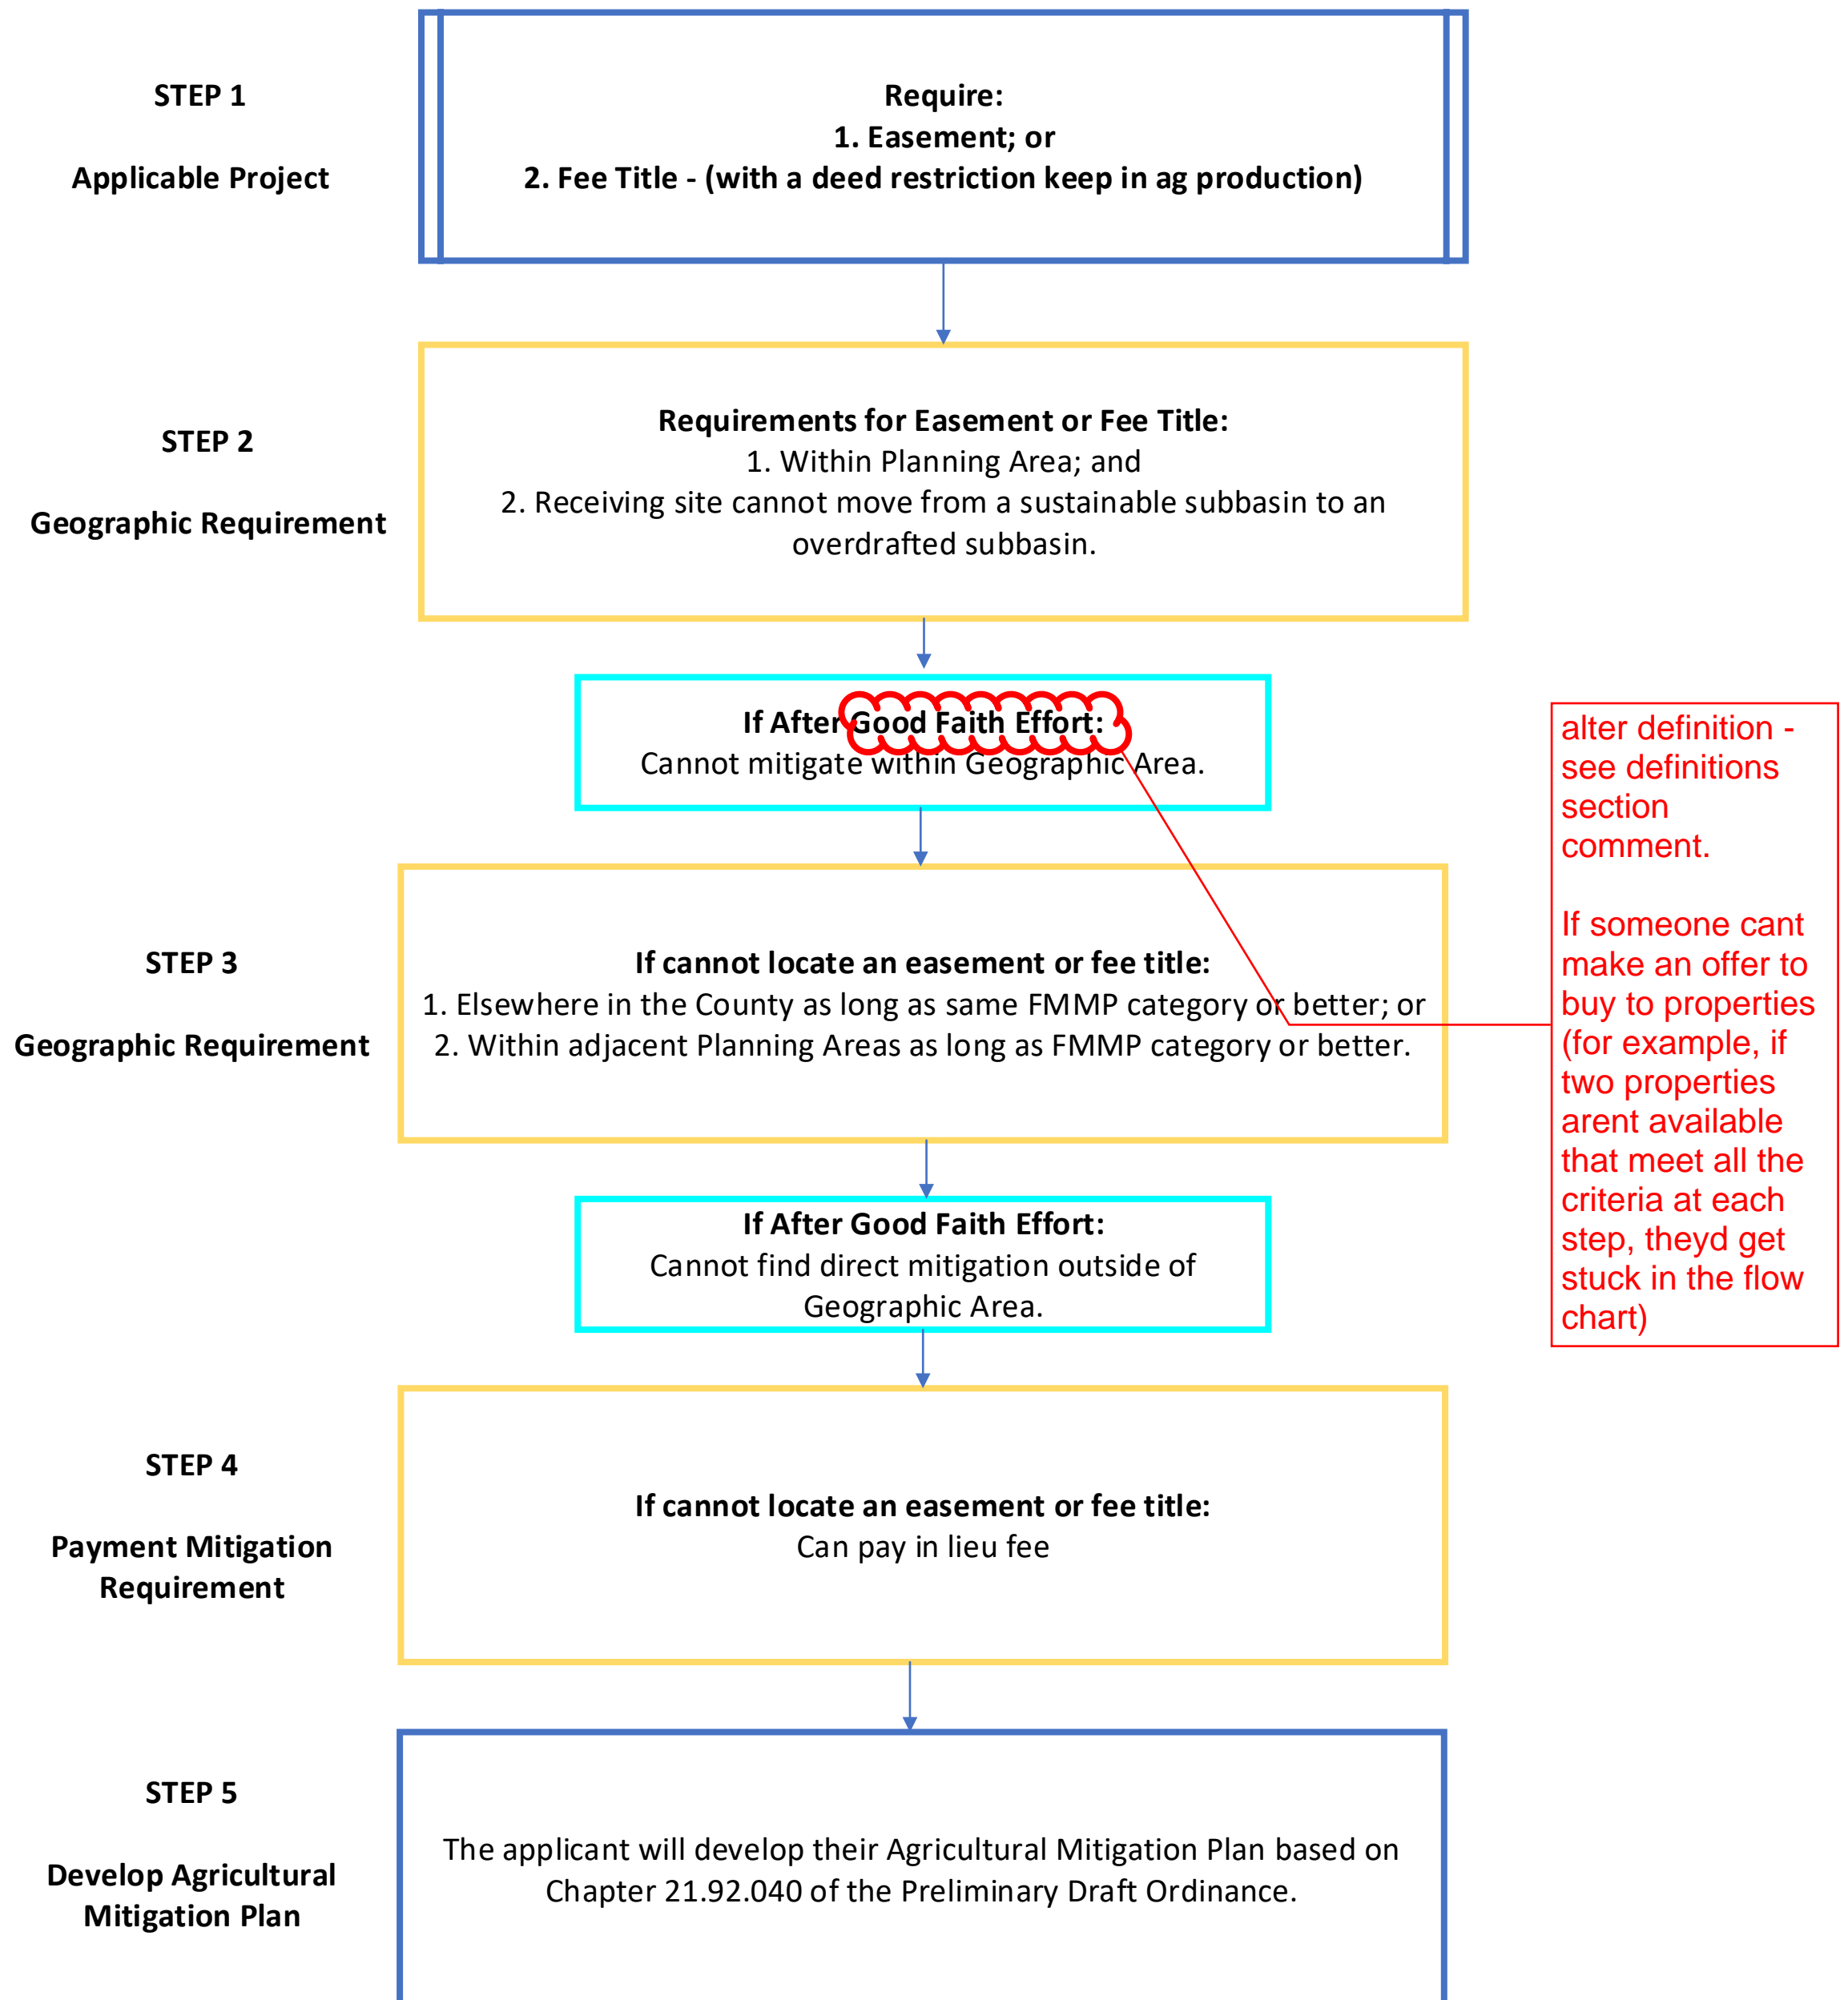 STEP 1
Applicable Project
Require:
1. Easement; or
2. Fee Title - (with a deed restriction keep in ag production)
STEP 2
Geographic Requirement
Requirements for Easement or Fee Title:
1. Within Planning Area; and
2. Receiving site cannot move from a sustainable subbasin to an
overdrafted subbasin.
If After Good Faith Effort:
Cannot mitigate within Geographic Area.
alter definition -
see definitions
section
comment.
If someone cant
make an offer to
buy to properties
(for example, if
two properties
arent available
that meet all the
criteria at each
step, theyd get
stuck in the flow
chart)
STEP 3
Geographic Requirement
If cannot locate an easement or fee title:
1. Elsewhere in the County as long as same FMMP category or better; or
2. Within adjacent Planning Areas as long as FMMP category or better.
If After Good Faith Effort:
Cannot find direct mitigation outside of
Geographic Area.
STEP 4
Payment Mitigation
Requirement
If cannot locate an easement or fee title:
Can pay in lieu fee
STEP 5
Develop Agricultural
Mitigation Plan
The applicant will develop their Agricultural Mitigation Plan based on
Chapter 21.92.040 of the Preliminary Draft Ordinance.